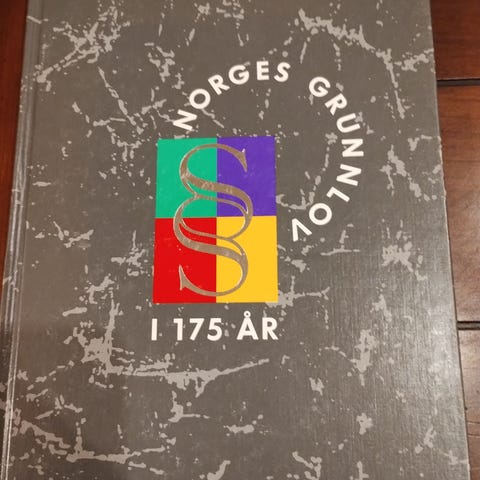 NORGES GRUNNLOV
§
I 175 ÅR